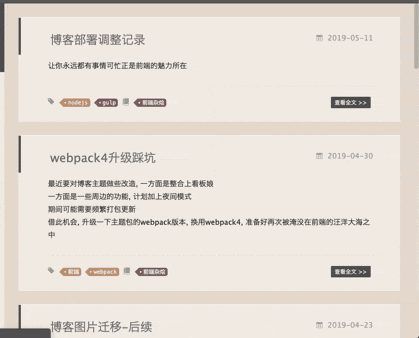 博客部署调整记录
2019-05-11
让你永远都有事情可忙正是前端的魅力所在
nodejs gulp 前端杂烩
查看全文 >>
webpack4升级踩坑
2019-04-30
最近要对博客主题做些改造, 一方面是整合上看板娘
一方面是一些周边的功能, 计划加上夜间模式
期间可能需要频繁打包更新
借此机会, 升级一下主题包的webpack版本, 换用webpack4, 准备好再次被淹没在前端的汪洋大海之
中
前端 webpack 前端杂烩
查看全文 >>
博客图片迁移-后续
2019-04-23